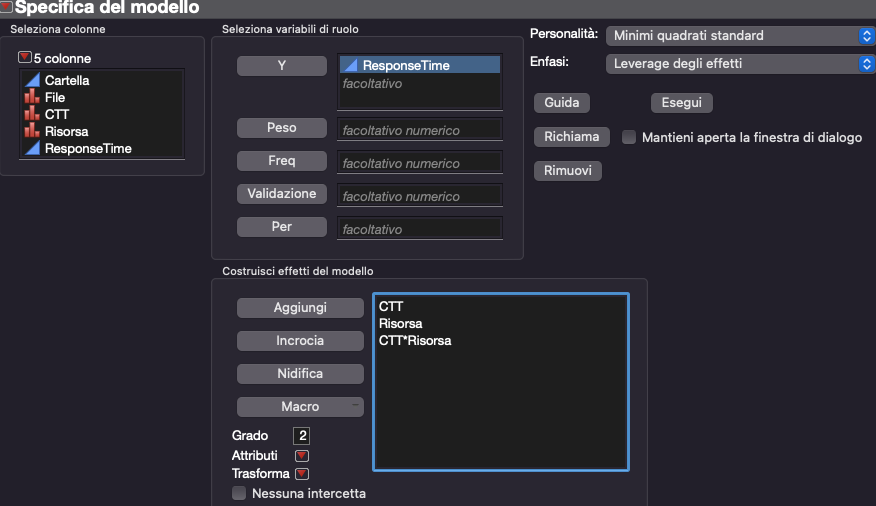 Specifica del modello
Seleziona colonne
5 colonne
Cartella
File
CTT
Risorsa
ResponseTime
Seleziona variabili di ruolo
Y
ResponseTime
facoltativo
Peso
facoltativo numerico
Freq
facoltativo numerico
Validazione
facoltativo numerico
Per
facoltativo
Personalità:
Minimi quadrati standard
Enfasi:
Leverage degli effetti
Guida
Esegui
Richiama
Mantieni aperta la finestra di dialogo
Rimuovi
Costruisci effetti del modello
Aggiungi
Incrocia
Nidifica
Macro
CTT
Risorsa
CTT*Risorsa
Grado 2
Attributi
Trasforma
Nessuna intercetta